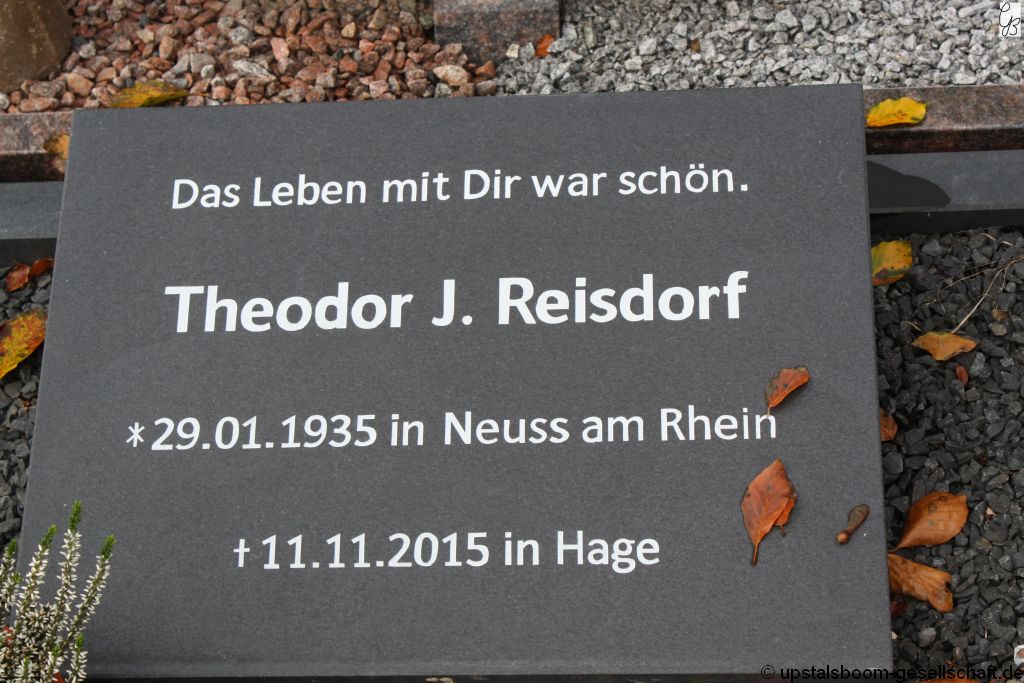 GB
Das Leben mit Dir war schön.
Theodor J. Reisdorf
*29.01.1935 in Neuss am Rhein
†11.11.2015 in Hage
© upstalsboom-gesellschaft.de